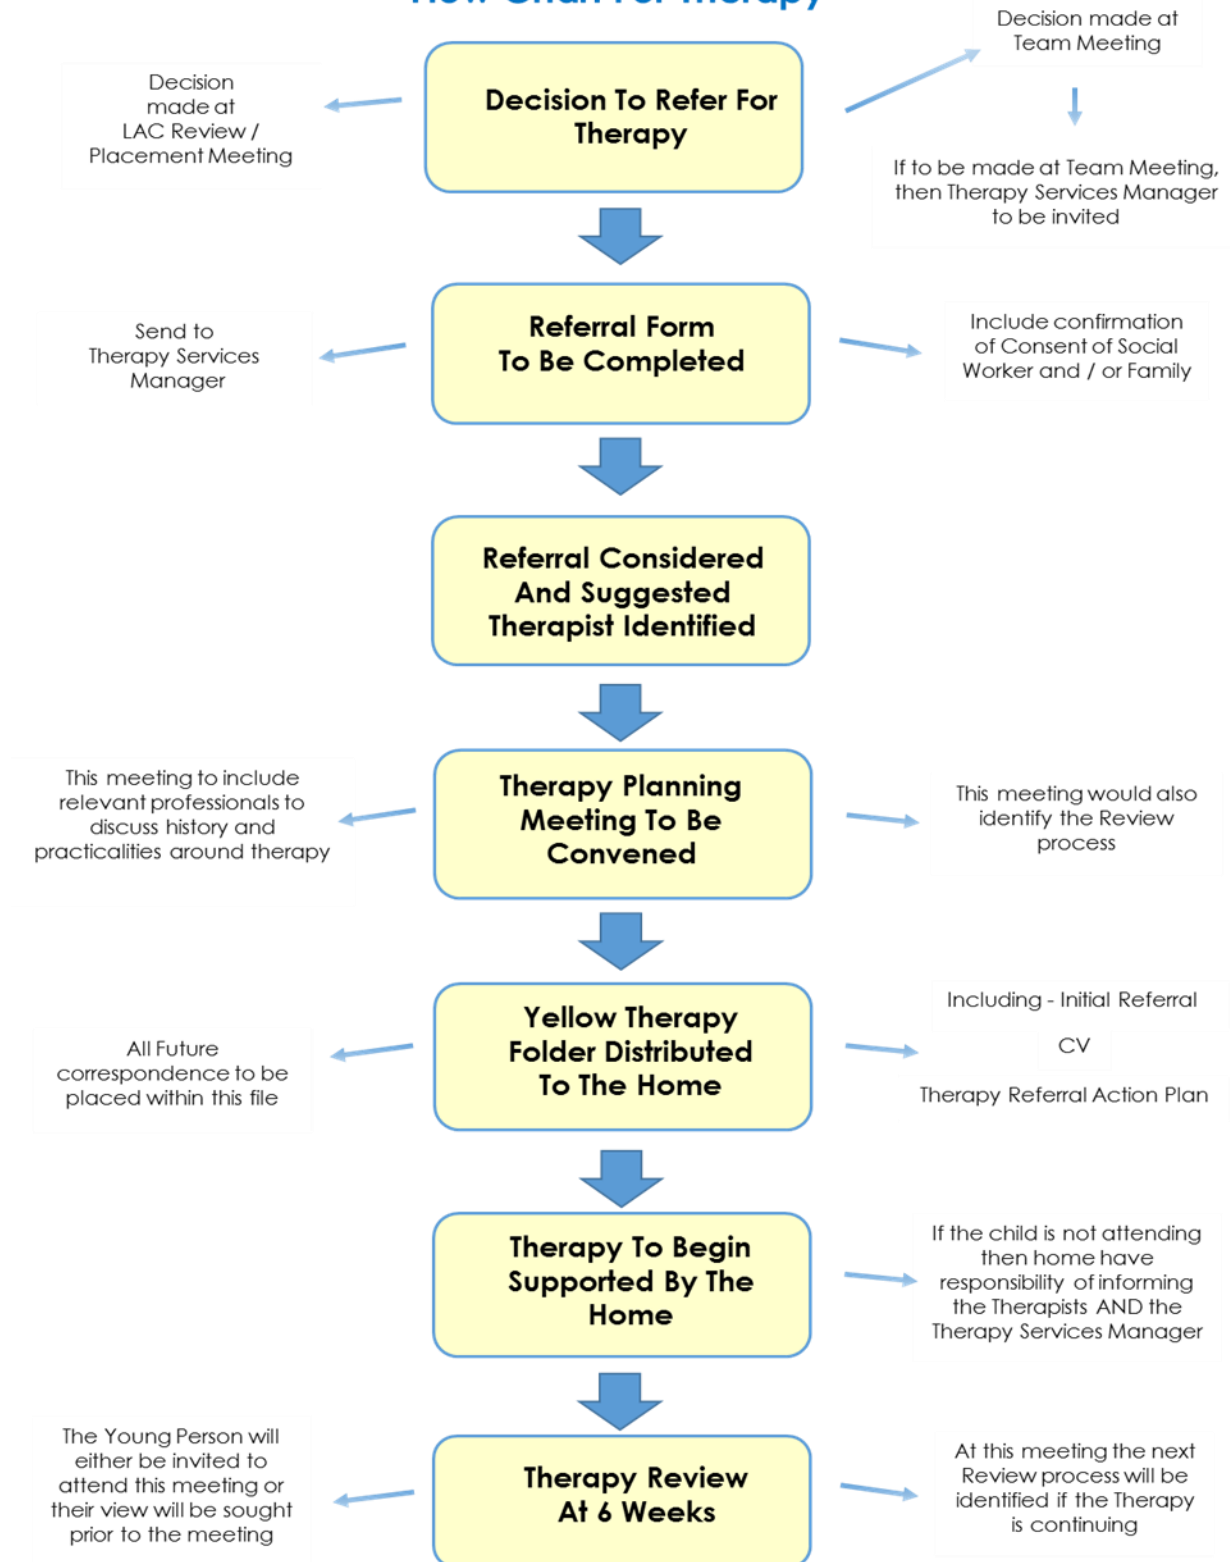 Flow Chart For Therapy
Decision made at
Team Meeting
Decision
made at
LAC Review /
Placement Meeting
Decision To Refer For
Therapy
If to be made at Team Meeting,
then Therapy Services Manager
to be invited
Send to
Therapy Services
Manager
Referral Form
To Be Completed
Include confirmation
of Consent of Social
Worker and / or Family
Referral Considered
And Suggested
Therapist Identified
This meeting to include
relevant professionals to
discuss history and
practicalities around therapy
Therapy Planning
Meeting To Be
Convened
This meeting would also
identify the Review
process
All Future
correspondence to be
placed within this file
Yellow Therapy
Folder Distributed
To The Home
Including - Initial Referral
CV
Therapy Referral Action Plan
Therapy To Begin
Supported By The
Home
If the child is not attending
then home have
responsibility of informing
the Therapists AND the
Therapy Services Manager
The Young Person will
either be invited to
attend this meeting or
their view will be sought
prior to the meeting
Therapy Review
At 6 Weeks
At this meeting the next
Review process will be
identified if the Therapy
is continuing